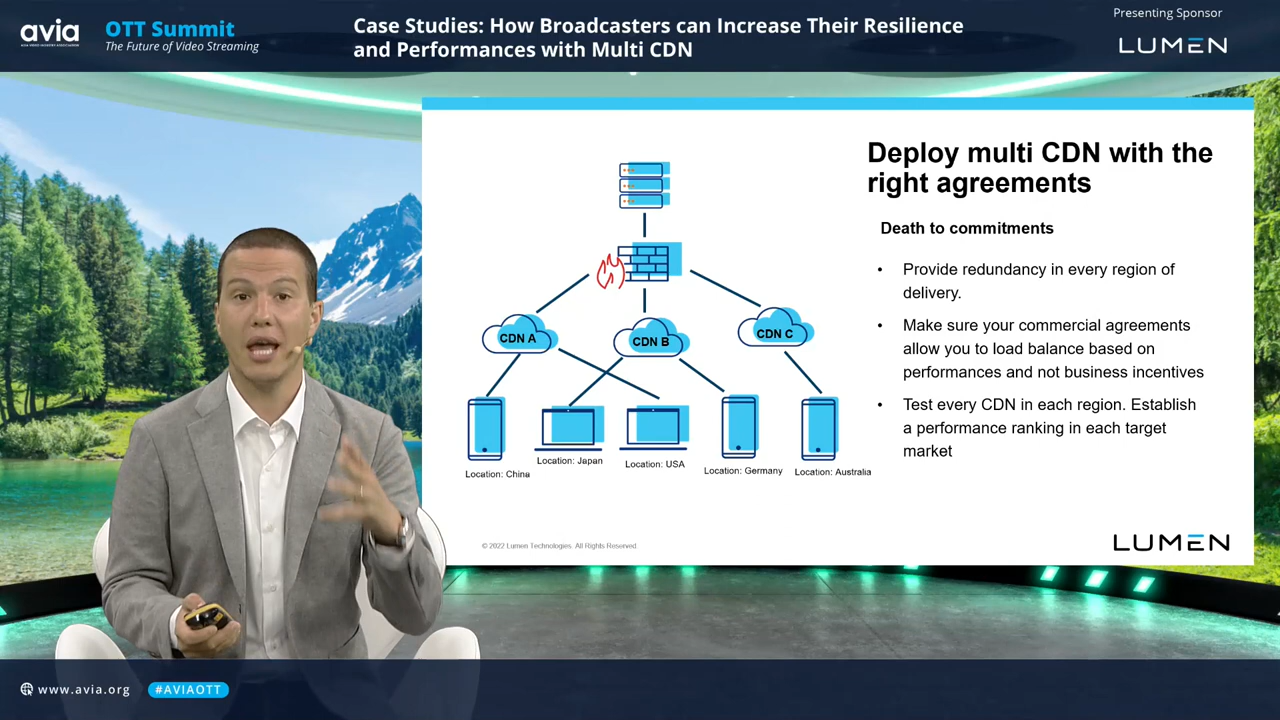 avia
ASIA VIDEO INDUSTRY ASSOCIATION
OTT Summit
The Future of Video Streaming
Case Studies: How Broadcasters can Increase Their Resilience
and Performances with Multi CDN
Presenting Sponsor
LUMEN
Deploy multi CDN with the
right agreements
Death to commitments
• Provide redundancy in every region of
delivery.
• Make sure your commercial agreements
allow you to load balance based on
performances and not business incentives
• Test every CDN in each region. Establish
a performance ranking in each target
market
CDN A
CDN B
CDN C
Location: China
Location: Japan
Location: USA
Location: Germany
Location: Australia
© 2022 Lumen Technologies. All Rights Reserved.
LUMEN
www.avia.org
#AVIAOTT